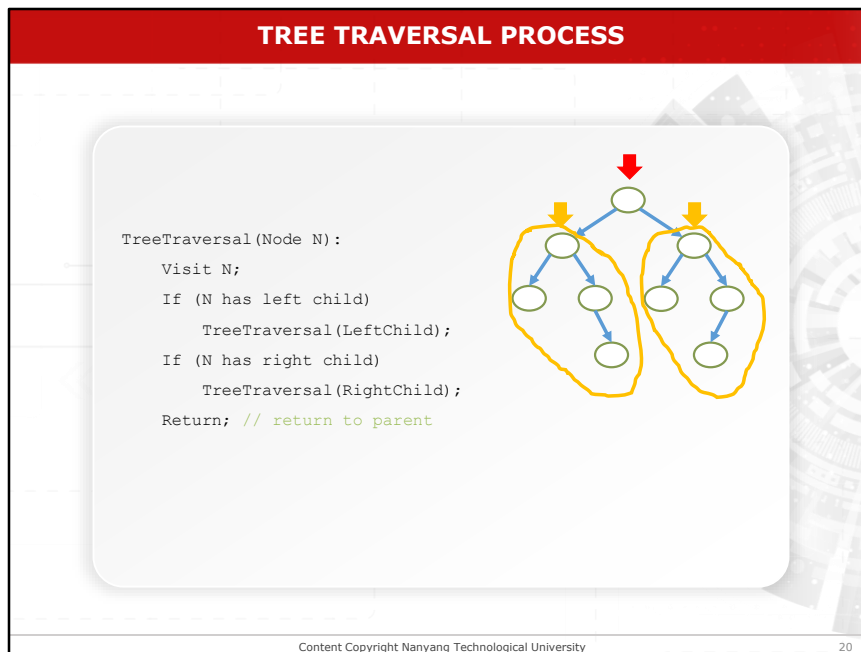 TREE TRAVERSAL PROCESS
TreeTraversal(Node N):
    Visit N;
    If (N has left child)
        TreeTraversal(LeftChild);
    If (N has right child)
        TreeTraversal(RightChild);
    Return; // return to parent
Content Copyright Nanyang Technological University
20